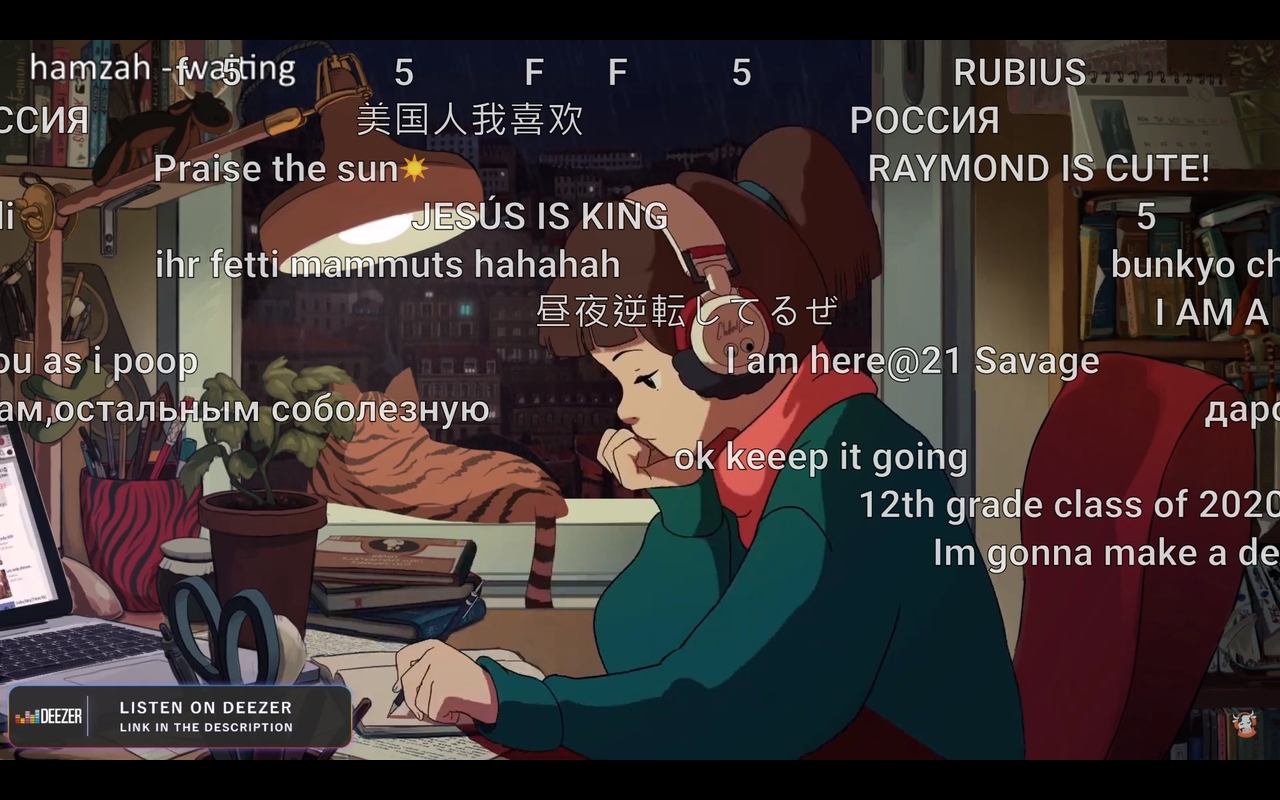 hamzah - waiting
f 5 5 F F 5 RUBIUS
ССИЯ 美国人我喜欢 РОССИЯ
Praise the sun☀ RAYMOND IS CUTE!
li JESÚS IS KING 5
ihr fetti mammuts hahahah bunkyo ch
昼夜逆転してるぜ I AM A
ou as i poop I am here@21 Savage
ам,остальным соболезную даро
ok keeep it going
12th grade class of 2020
Im gonna make a de
DEEZER
LISTEN ON DEEZER
LINK IN THE DESCRIPTION